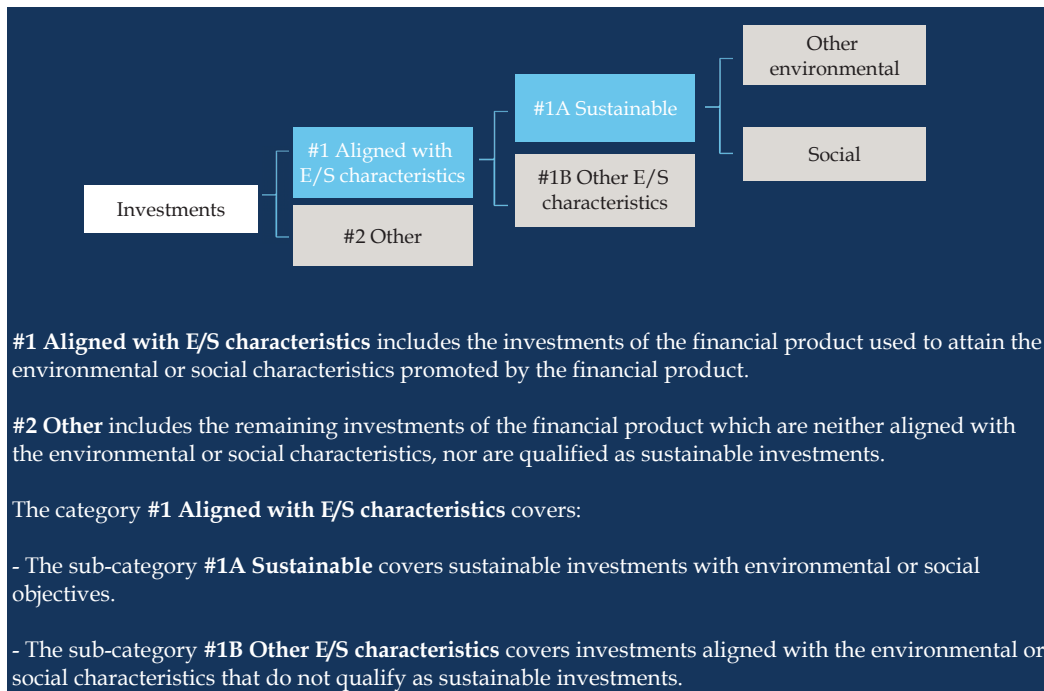 Other
environmental
#1A Sustainable
#1 Aligned with
E/S characteristics
Social
#1B Other E/S
characteristics
Investments
#2 Other
#1 Aligned with E/S characteristics includes the investments of the financial product used to attain the
environmental or social characteristics promoted by the financial product.
#2 Other includes the remaining investments of the financial product which are neither aligned with
the environmental or social characteristics, nor are qualified as sustainable investments.
The category #1 Aligned with E/S characteristics covers:
- The sub-category #1A Sustainable covers sustainable investments with environmental or social
objectives.
- The sub-category #1B Other E/S characteristics covers investments aligned with the environmental or
social characteristics that do not qualify as sustainable investments.